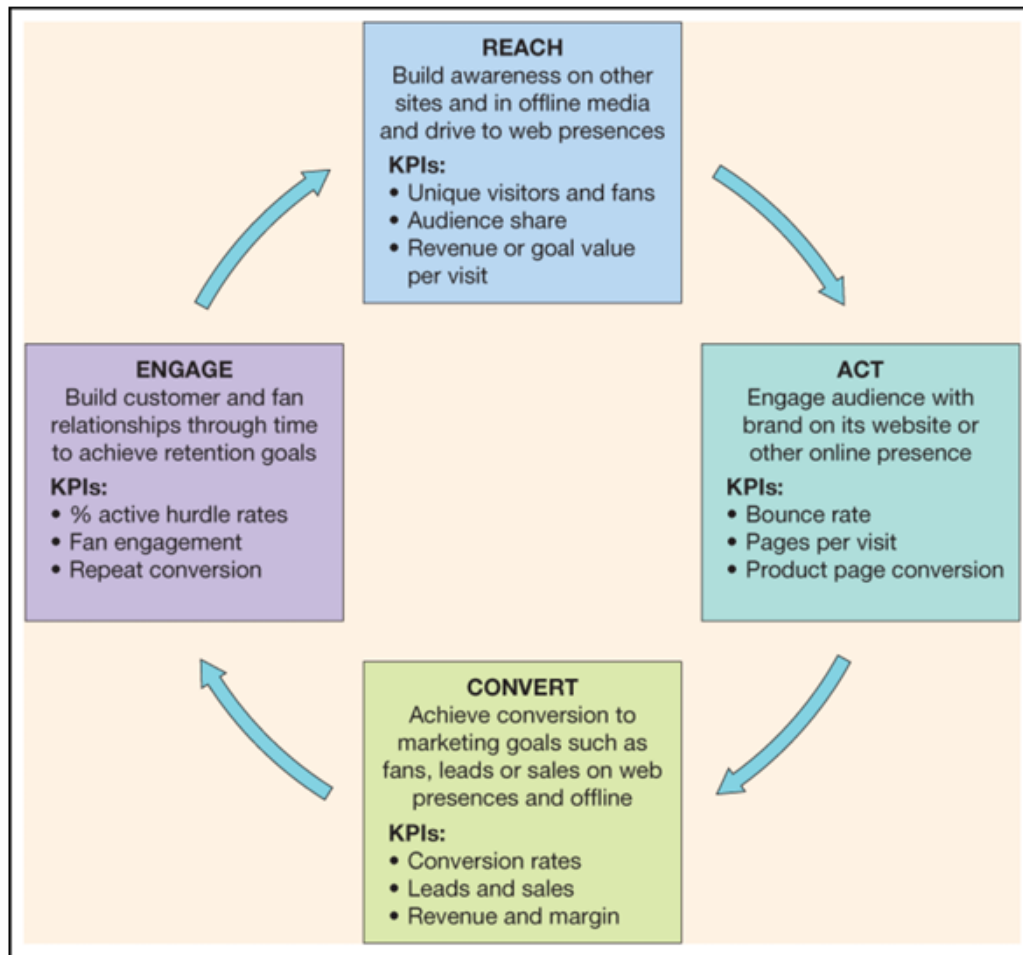 REACH
Build awareness on other
sites and in offline media
and drive to web presences
KPIs:
• Unique visitors and fans
• Audience share
• Revenue or goal value
per visit
ENGAGE
Build customer and fan
relationships through time
to achieve retention goals
KPIs:
• % active hurdle rates
• Fan engagement
• Repeat conversion
ACT
Engage audience with
brand on its website or
other online presence
KPIs:
• Bounce rate
• Pages per visit
• Product page conversion
CONVERT
Achieve conversion to
marketing goals such as
fans, leads or sales on web
presences and offline
KPIs:
• Conversion rates
• Leads and sales
• Revenue and margin